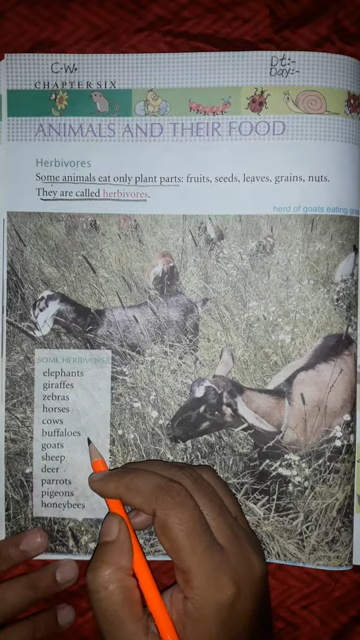 C.W.
Dt:-
Day:-
CHAPTER SIX
ANIMALS AND THEIR FOOD
Herbivores
Some animals eat only plant parts: fruits, seeds, leaves, grains, nuts.
They are called herbivores.
herd of goats eating
SOME HERBIVORES
elephants
giraffes
zebras
horses
cows
buffaloes
goats
sheep
deer
parrots
pigeons
honeybees